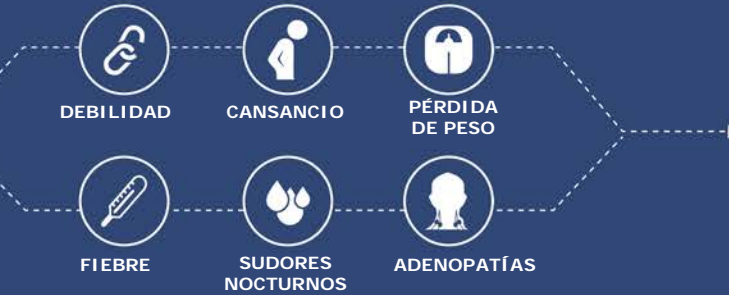 DEBILIDAD
CANSANCIO
PÉRDIDA
DE PESO
FIEBRE
SUDORES
NOCTURNOS
ADENOPATÍAS